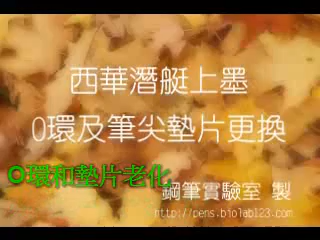 西華潛艇上墨
O環及筆尖墊片更換
O環和墊片老化
鋼筆實驗室 製
http://pens.biolab123.com